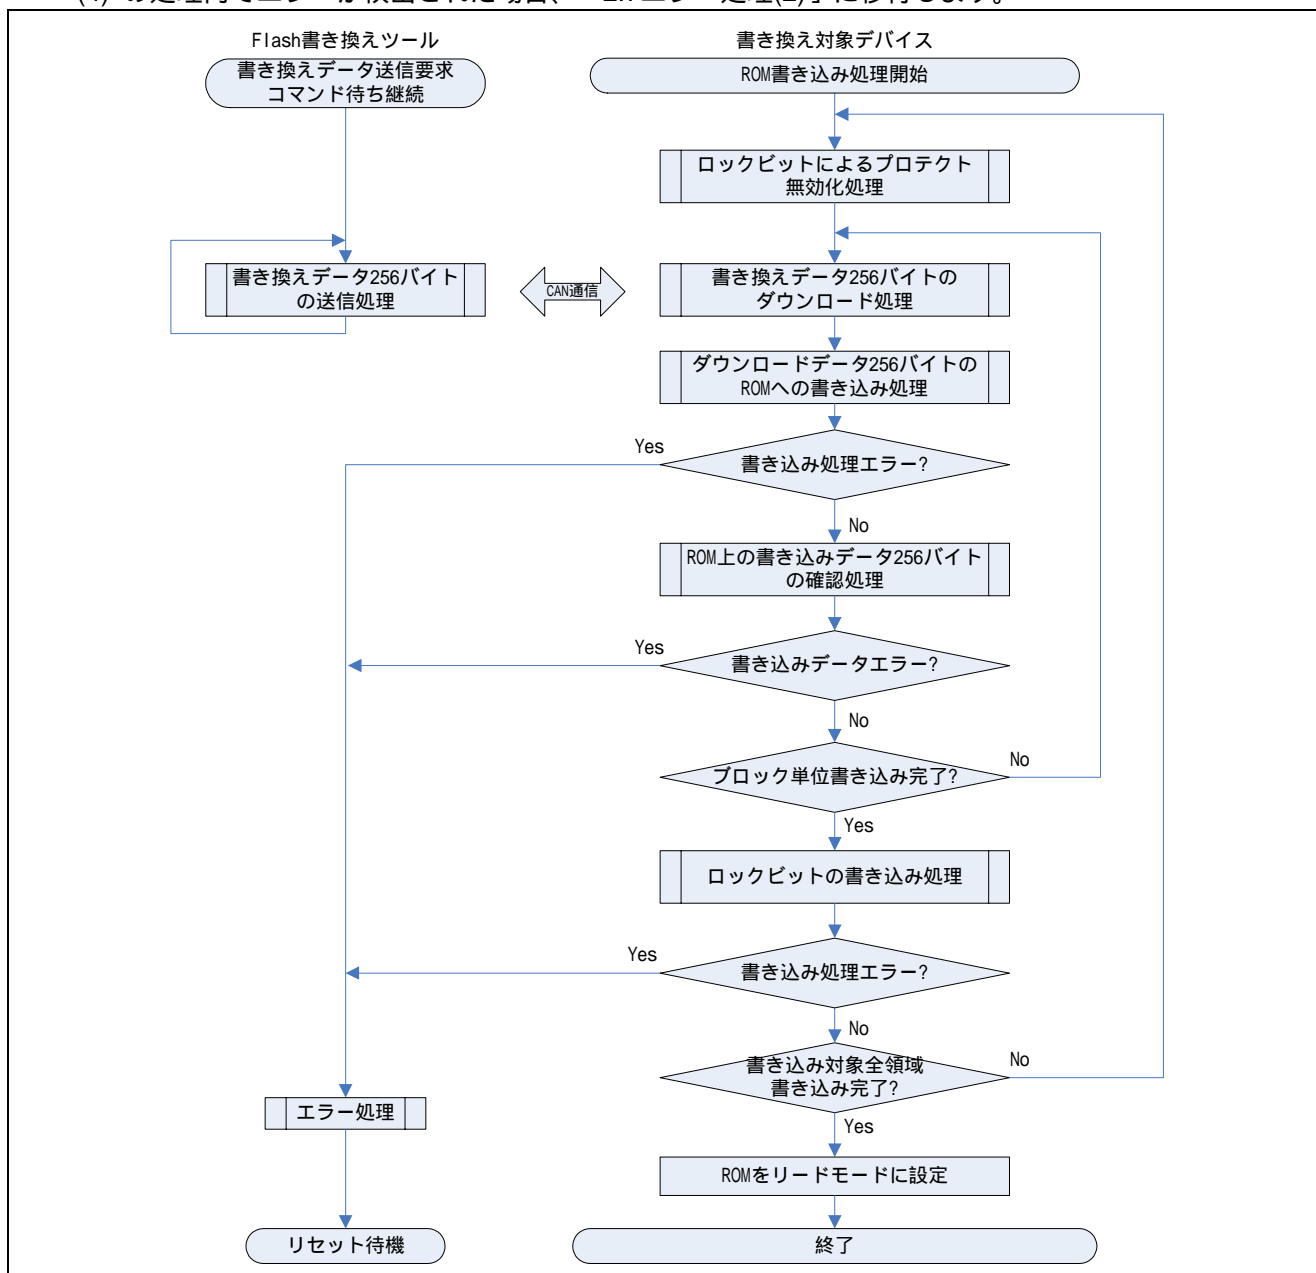 Flash書き換えツール
書き換え対象デバイス
書き換えデータ送信要求
コマンド待ち継続
ROM書き込み処理開始
ロックビットによるプロテクト
無効化処理
書き換えデータ256バイト
の送信処理
CAN通信
書き換えデータ256バイトの
ダウンロード処理
ダウンロードデータ256バイトの
ROMへの書き込み処理
Yes
書き込み処理エラー?
No
ROM上の書き込みデータ256バイト
の確認処理
Yes
書き込みデータエラー?
No
ブロック単位書き込み完了?
No
Yes
ロックビットの書き込み処理
Yes
書き込み処理エラー?
No
書き込み対象全領域
書き込み完了?
No
エラー処理
Yes
ROMをリードモードに設定
リセット待機
終了